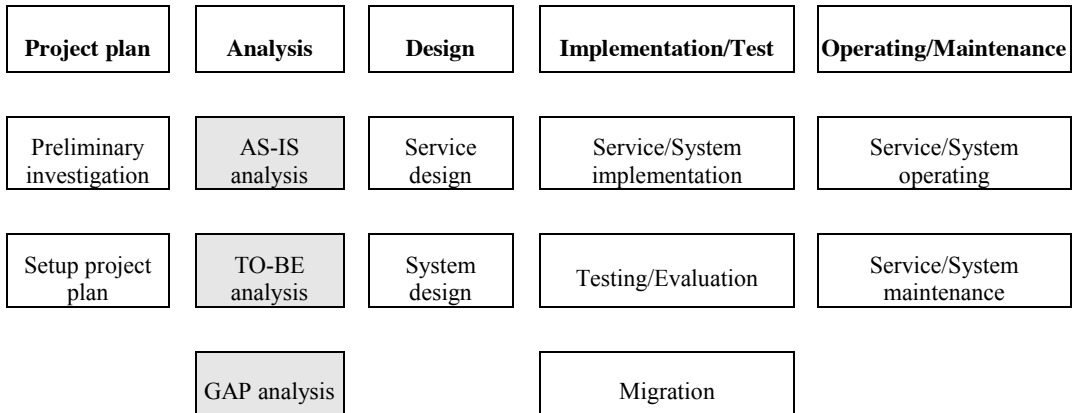 Project plan
Analysis
Design
Implementation/Test
Operating/Maintenance
Preliminary
investigation
AS-IS
analysis
Service
design
Service/System
implementation
Service/System
operating
Setup project
plan
TO-BE
analysis
System
design
Testing/Evaluation
Service/System
maintenance
GAP analysis
Migration